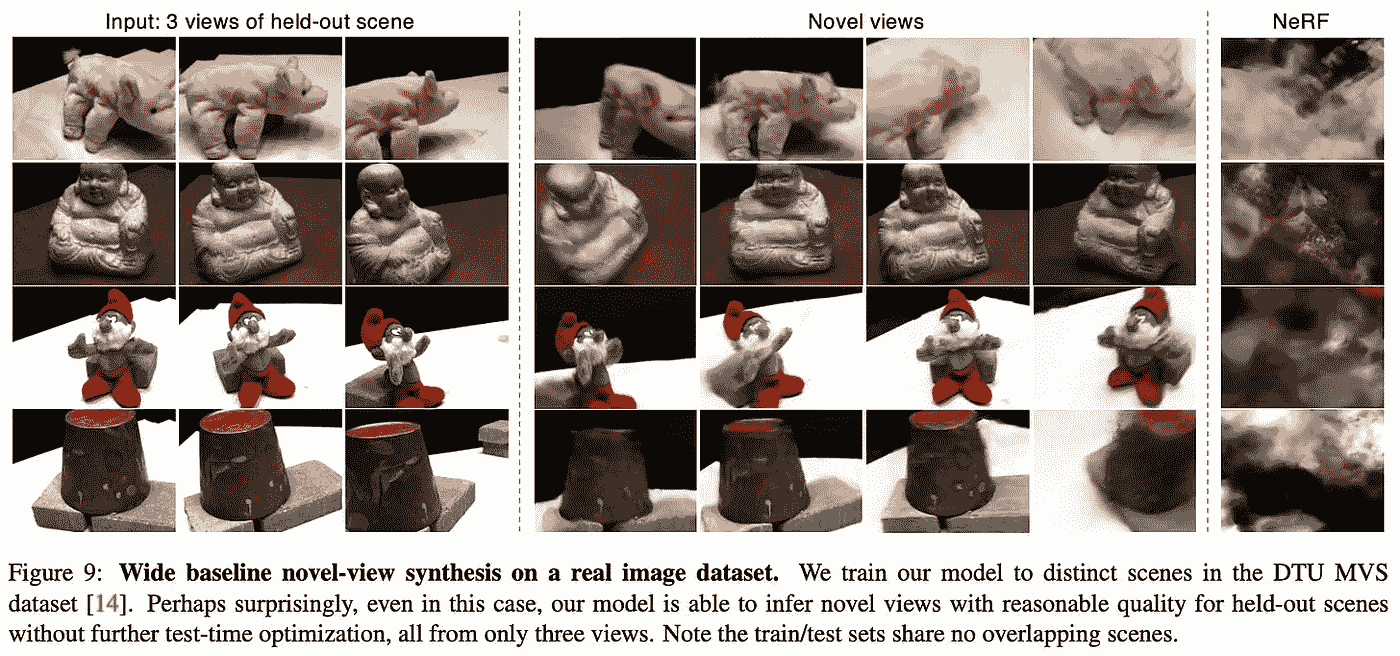 Input: 3 views of held-out scene
Novel views
NeRF
Figure 9: Wide baseline novel-view synthesis on a real image dataset. We train our model to distinct scenes in the DTU MVS
dataset [14]. Perhaps surprisingly, even in this case, our model is able to infer novel views with reasonable quality for held-out scenes
without further test-time optimization, all from only three views. Note the train/test sets share no overlapping scenes.